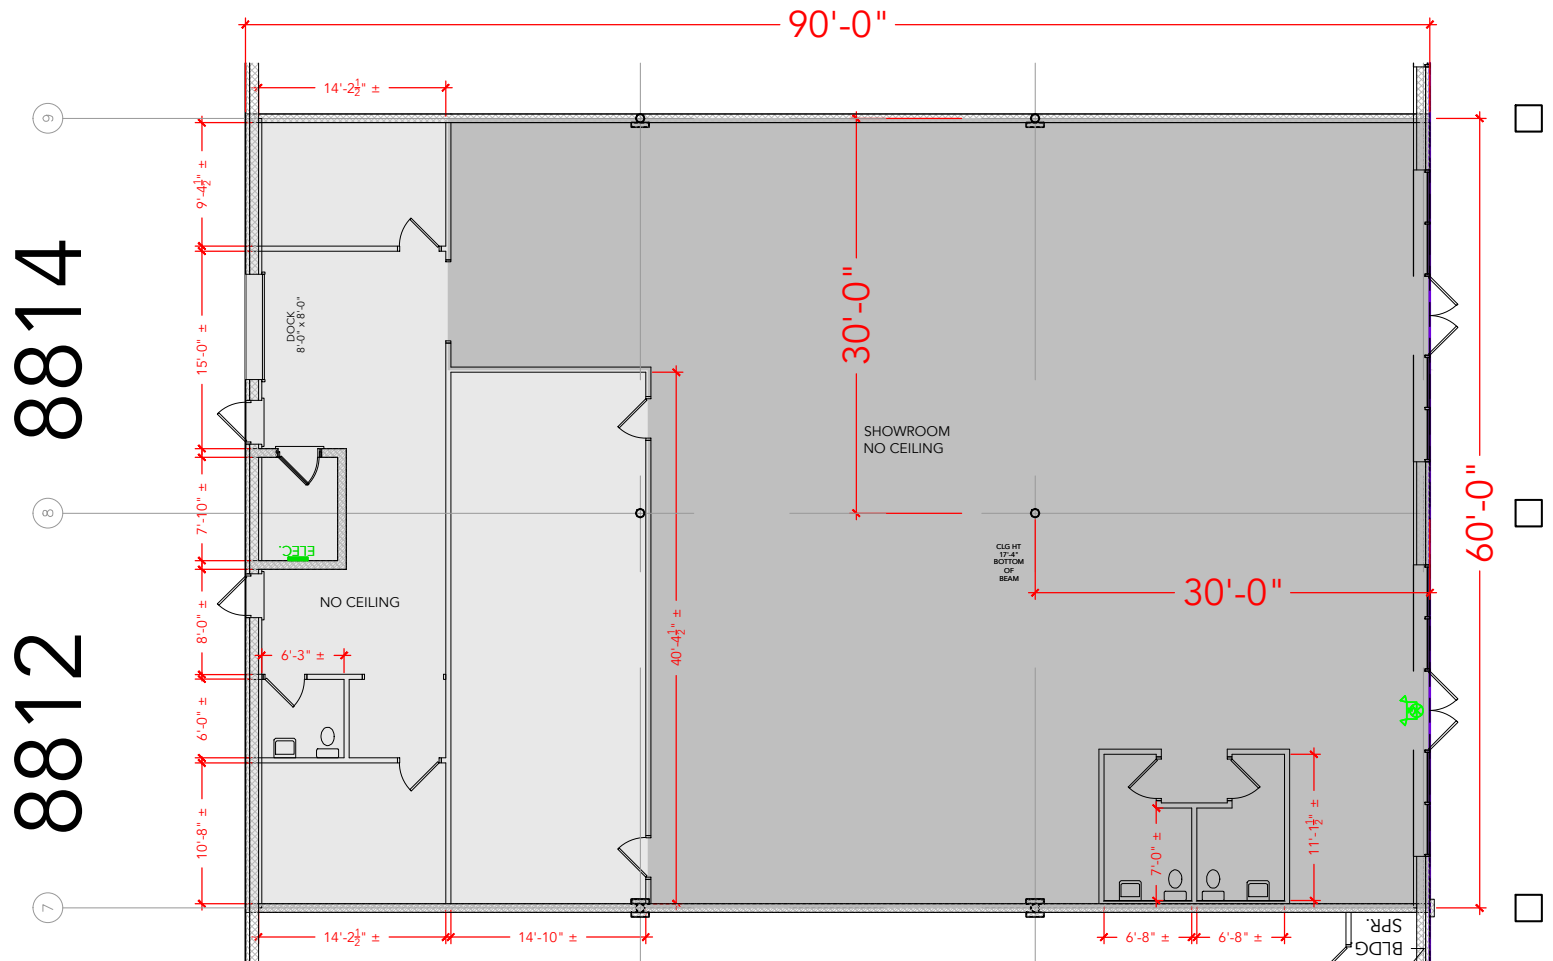 90'-0"
14'-2½" ±
9
9'-4½" ±
8814
30'-0"
DOCK
8'-0" x 8'-0"
15'-0" ±
SHOWROOM
NO CEILING
7'-10" ±
8
ELEC.
60'-0"
CLG HT
17'-4"
BOTTOM
OF
BEAM
30'-0"
NO CEILING
8'-0" ±
40'-4½" ±
6'-3" ±
8812
6'-0" ±
10'-8" ±
7'-0" ±
11'-1½" ±
7
14'-2½" ±
14'-10" ±
6'-8" ±
6'-8" ±
BLDG
SPR.